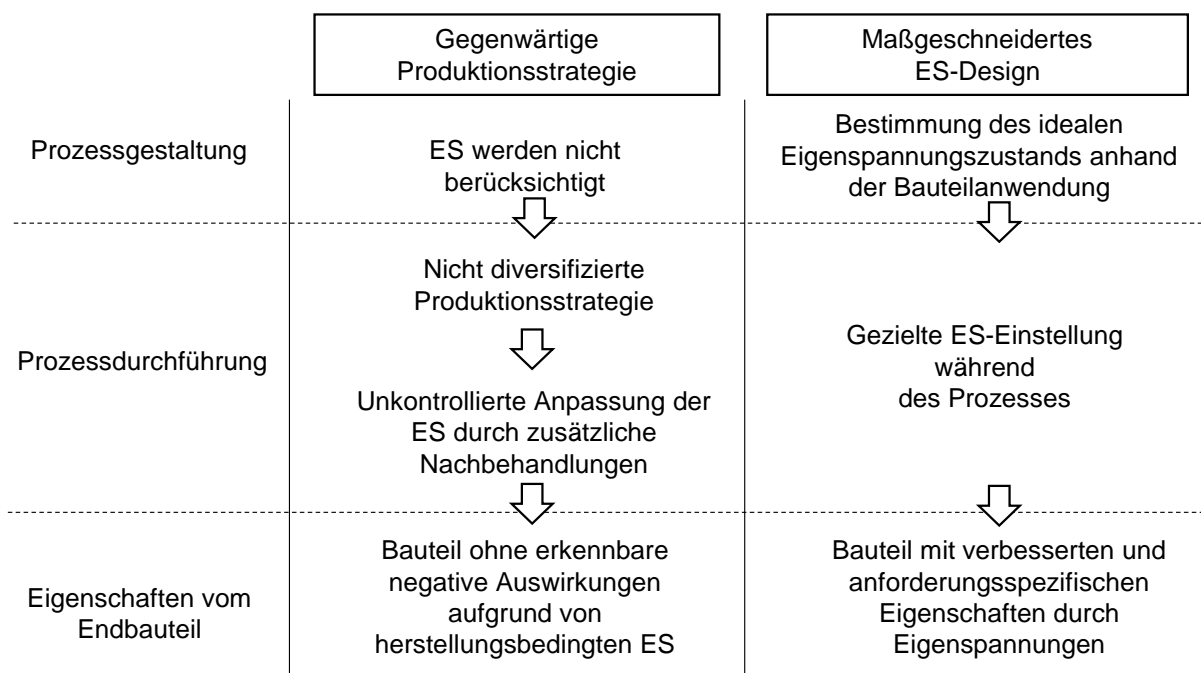 Gegenwärtige
Produktionsstrategie
Maßgeschneidertes
ES-Design
Prozessgestaltung
ES werden nicht
berücksichtigt
Bestimmung des idealen
Eigenspannungszustands anhand
der Bauteilanwendung
Prozessdurchführung
Nicht diversifizierte
Produktionsstrategie
Unkontrollierte Anpassung der
ES durch zusätzliche
Nachbehandlungen
Gezielte ES-Einstellung
während
des Prozesses
Eigenschaften vom
Endbauteil
Bauteil ohne erkennbare
negative Auswirkungen
aufgrund von
herstellungsbedingten ES
Bauteil mit verbesserten und
anforderungsspezifischen
Eigenschaften durch
Eigenspannungen